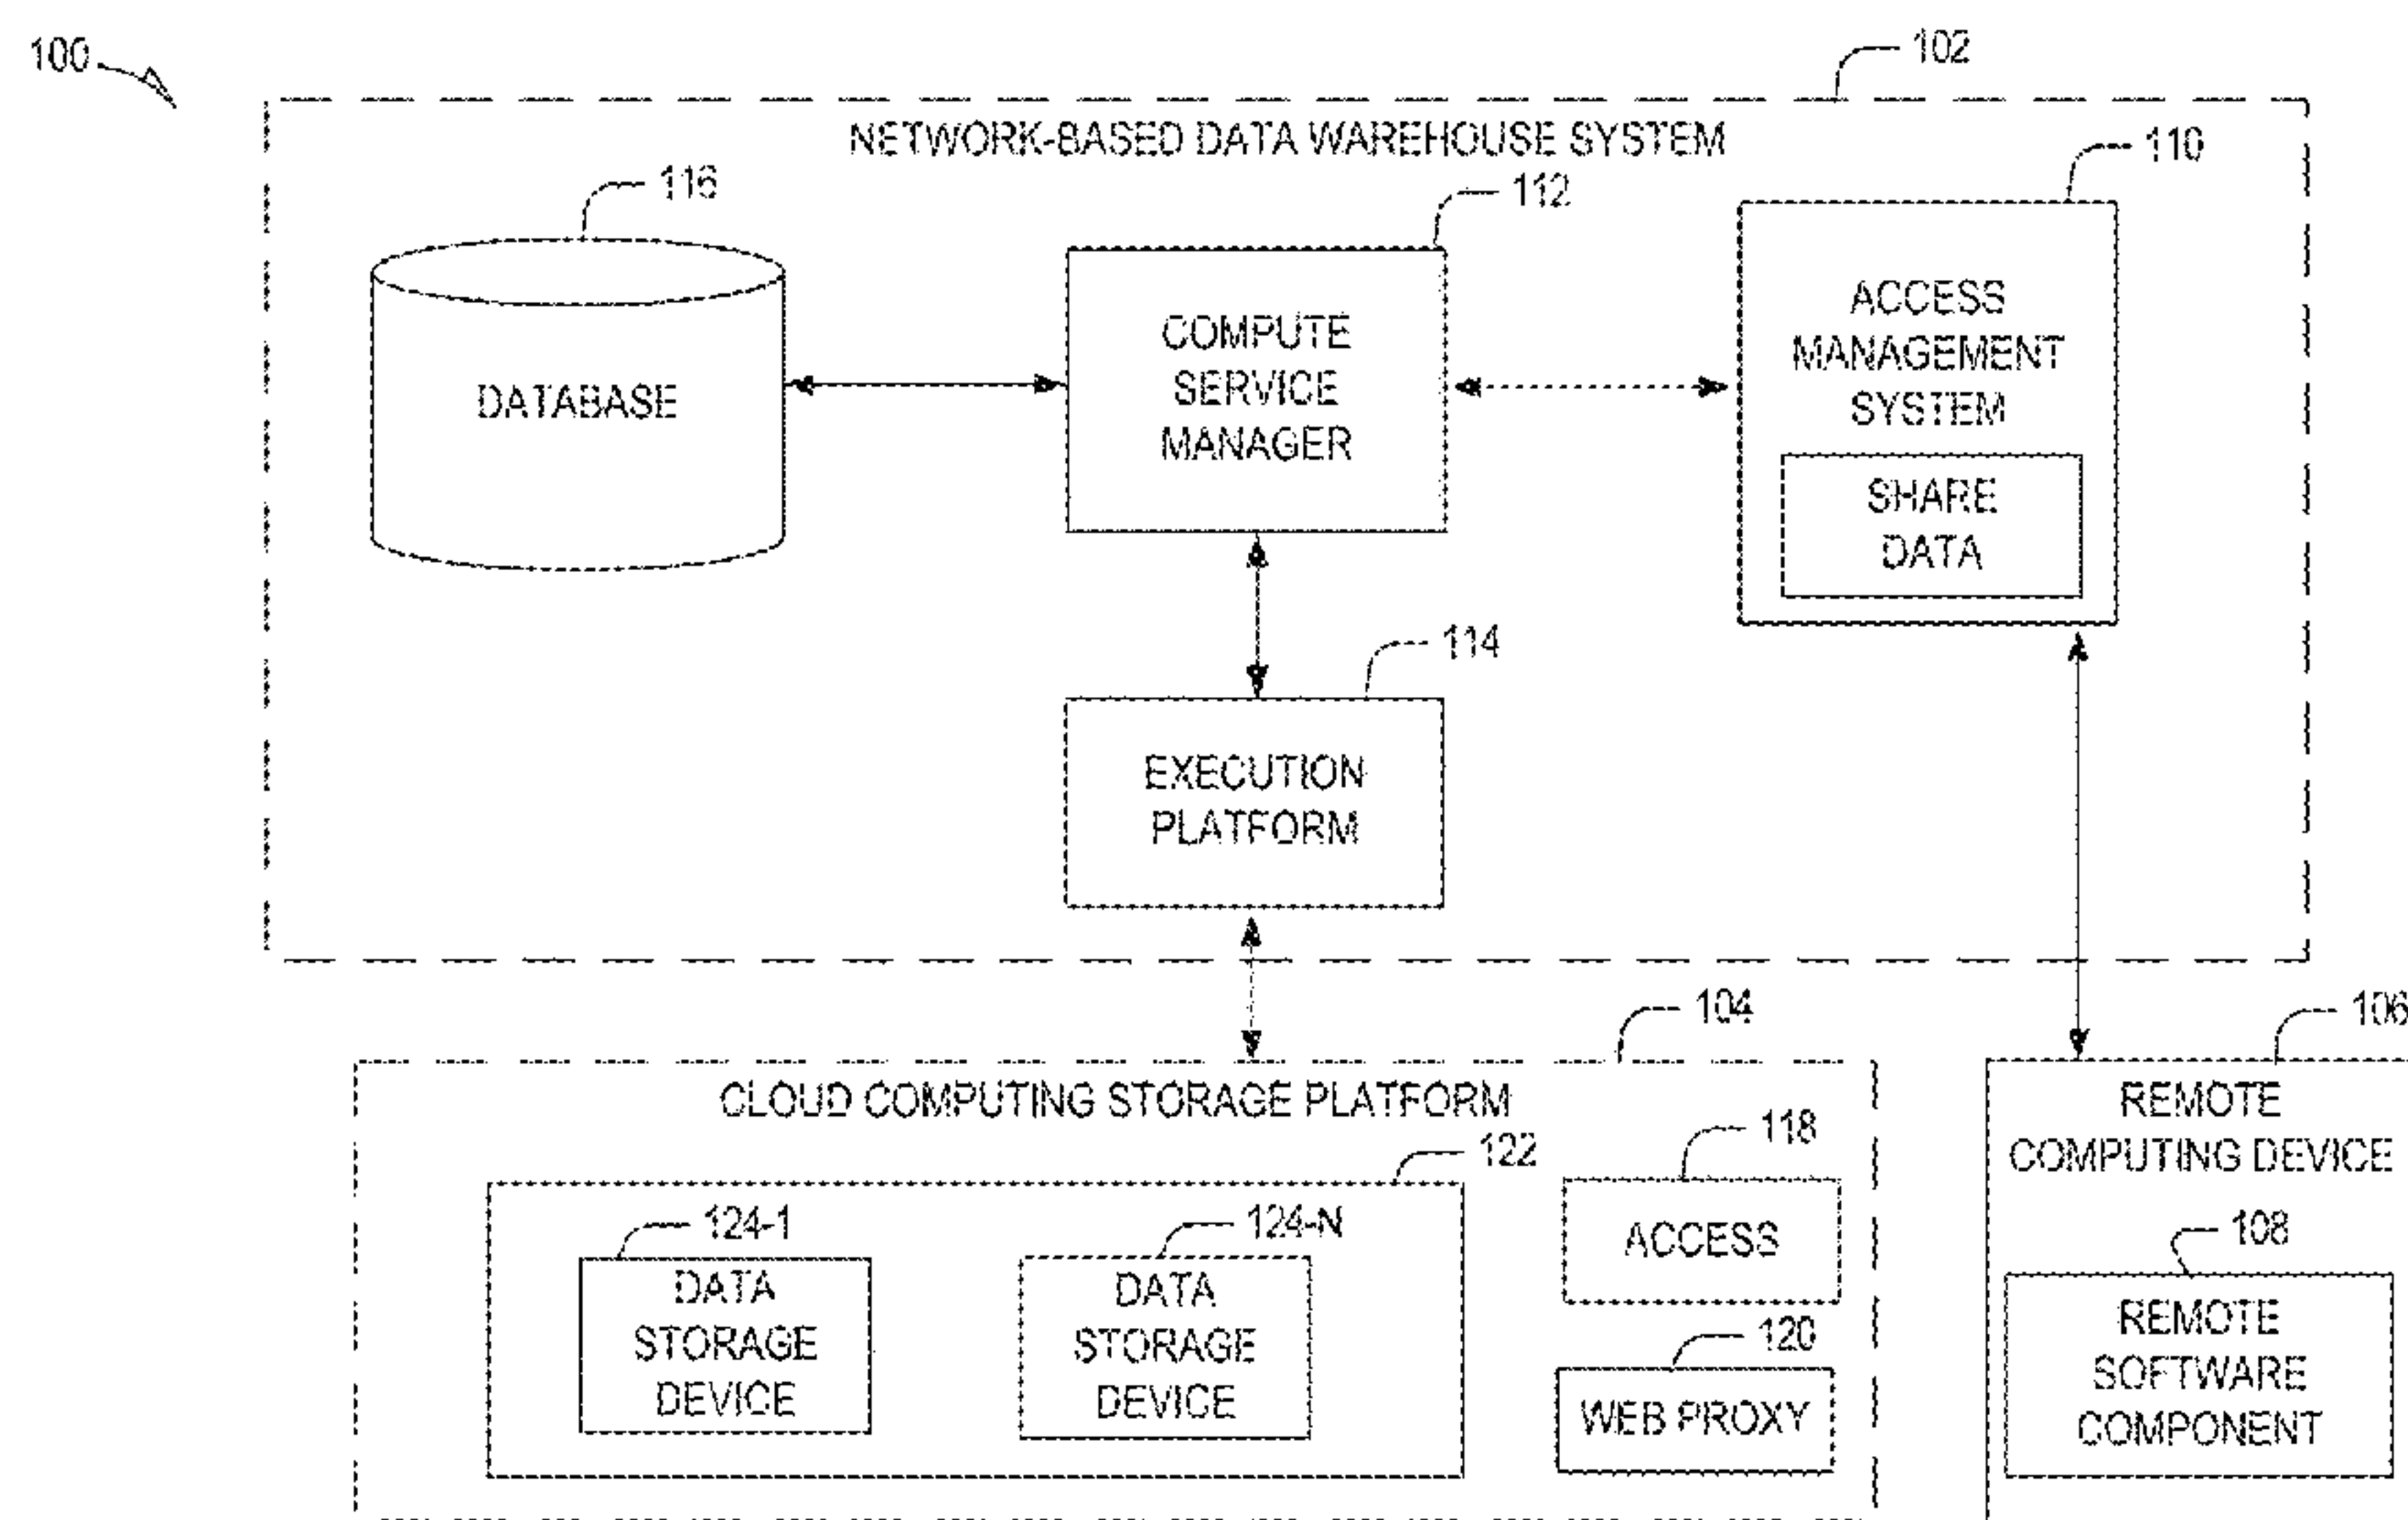 100
102
NETWORK-BASED DATA WAREHOUSE SYSTEM
110
116
112
ACCESS
MANAGEMENT
SYSTEM
COMPUTE
SERVICE
MANAGER
DATABASE
SHARE
DATA
114
EXECUTION
PLATFORM
104
106
CLOUD COMPUTING STORAGE PLATFORM
REMOTE
COMPUTING DEVICE
118
122
124-1
124-N
ACCESS
108
DATA
STORAGE
DEVICE
DATA
STORAGE
DEVICE
120
WEB PROXY
REMOTE
SOFTWARE
COMPONENT